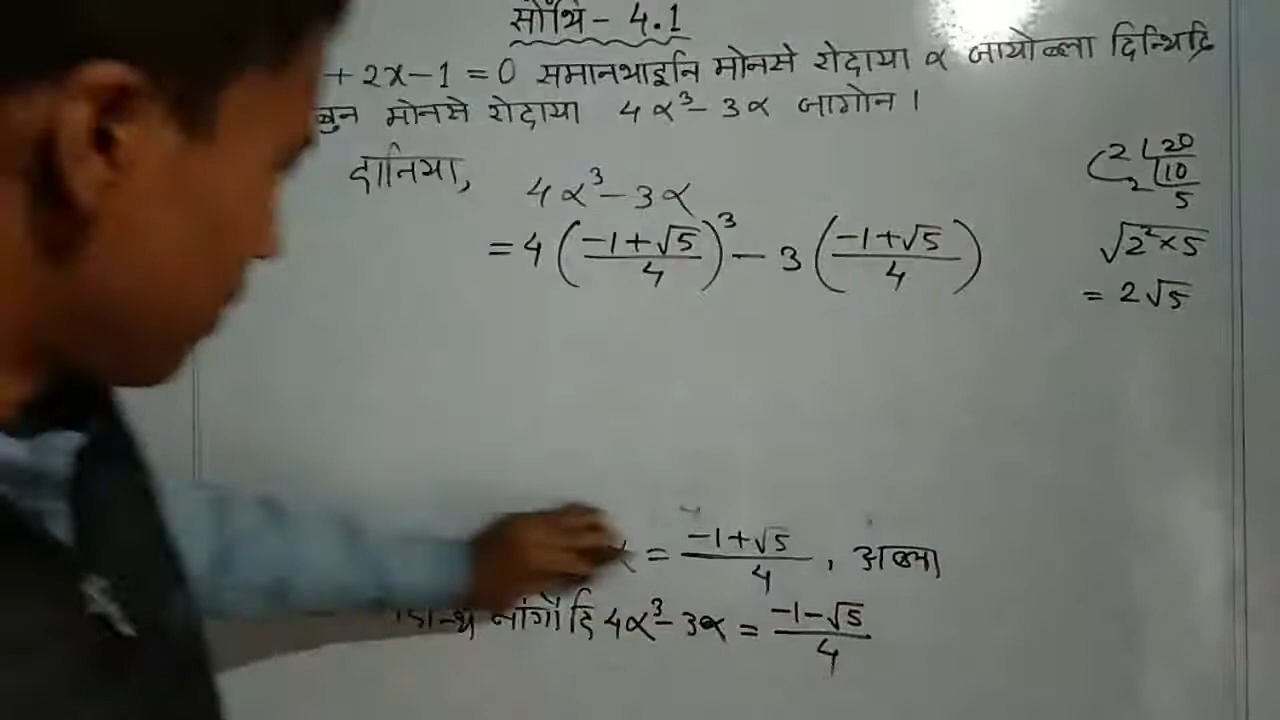 सोंथि - 4.1
+ 2x - 1 = 0 समानथाइनि मोनसे रोदाया α जायोब्ला दिन्थिदि
बुन मोनसे रोदाया 4α³ - 3α जागोन।
दानिया,
4α³ - 3α
= 4 ((-1+√5)/4)³ - 3 ((-1+√5)/4)
2 | 20
2 | 10
5
√(2²×5)
= 2√5
α = (-1+√5)/4 , अब्ला
नांगौदि 4α³ - 3α = (-1-√5)/4